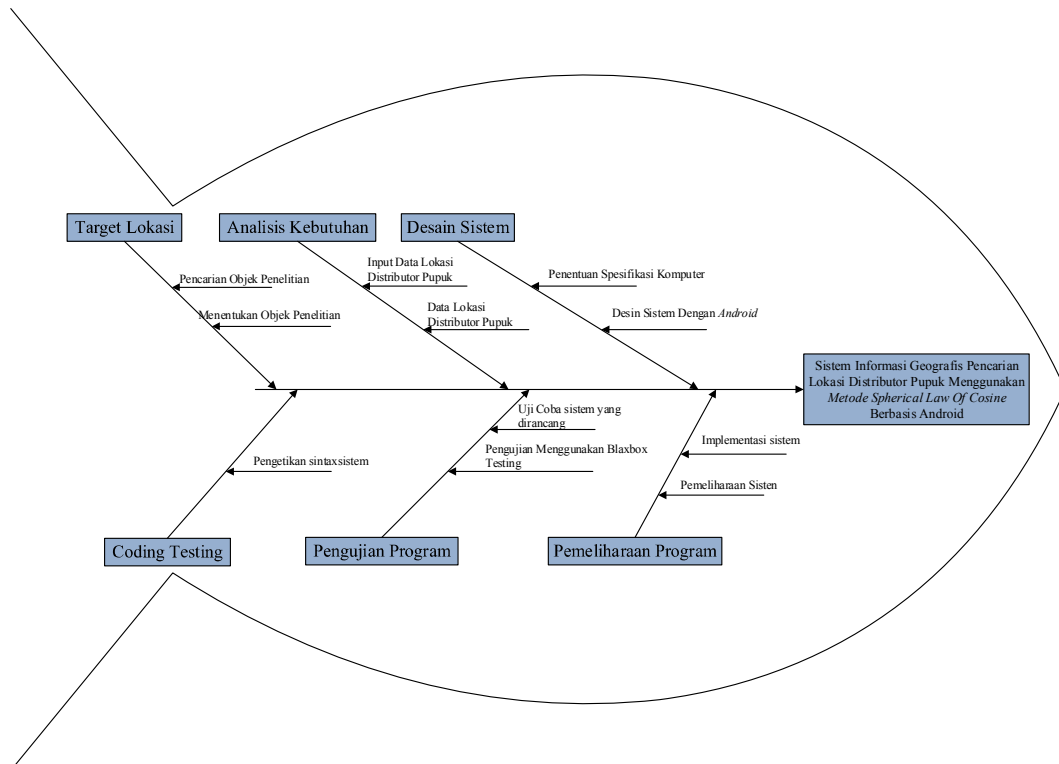 Target Lokasi
Analisis Kebutuhan
Desain Sistem
Pencarian Objek Penelitian
Menentukan Objek Penelitian
Input Data Lokasi
Distributor Pupuk
Data Lokasi
Distributor Pupuk
Penentuan Spesifikasi Komputer
Desin Sistem Dengan Android
Sistem Informasi Geografis Pencarian
Lokasi Distributor Pupuk Menggunakan
Metode Spherical Law Of Cosine
Berbasis Android
Pengetikan sintaxsistem
Uji Coba sistem yang
dirancang
Pengujian Menggunakan Blaxbox
Testing
Implementasi sistem
Pemeliharaan Sisten
Coding Testing
Pengujian Program
Pemeliharaan Program